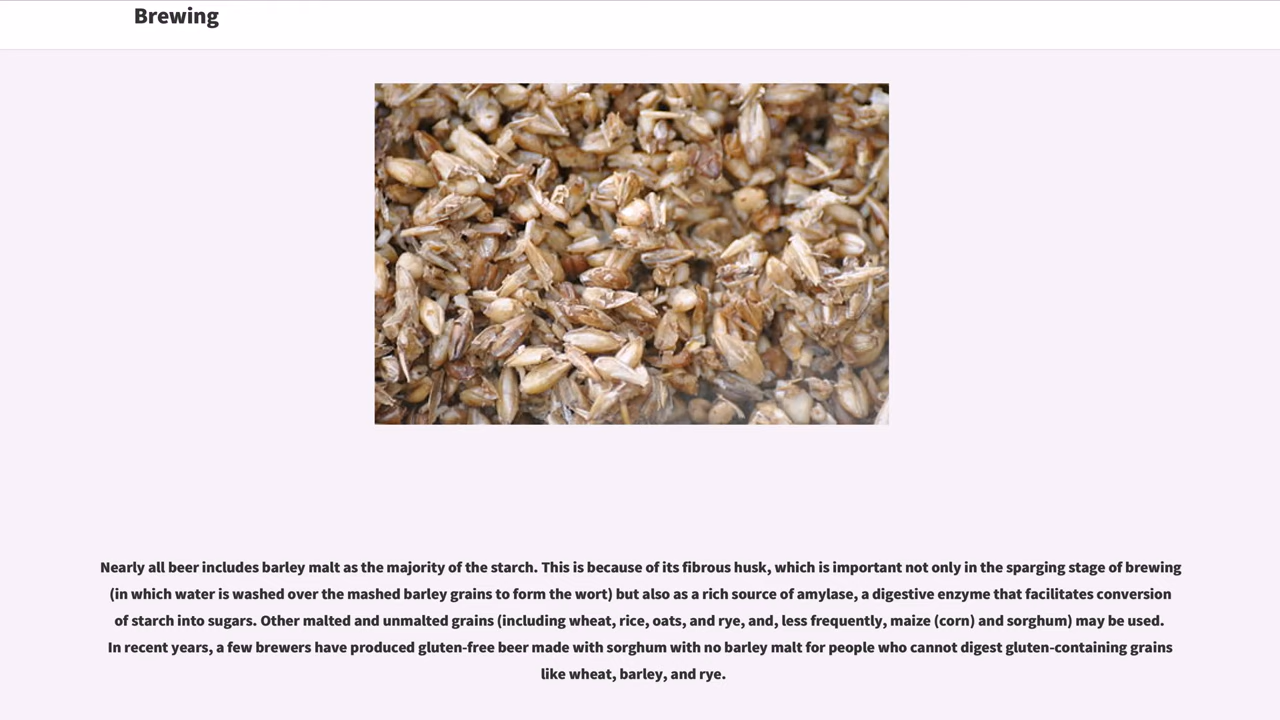 Brewing
Nearly all beer includes barley malt as the majority of the starch. This is because of its fibrous husk, which is important not only in the sparging stage of brewing
(in which water is washed over the mashed barley grains to form the wort) but also as a rich source of amylase, a digestive enzyme that facilitates conversion
of starch into sugars. Other malted and unmalted grains (including wheat, rice, oats, and rye, and, less frequently, maize (corn) and sorghum) may be used.
In recent years, a few brewers have produced gluten-free beer made with sorghum with no barley malt for people who cannot digest gluten-containing grains
like wheat, barley, and rye.